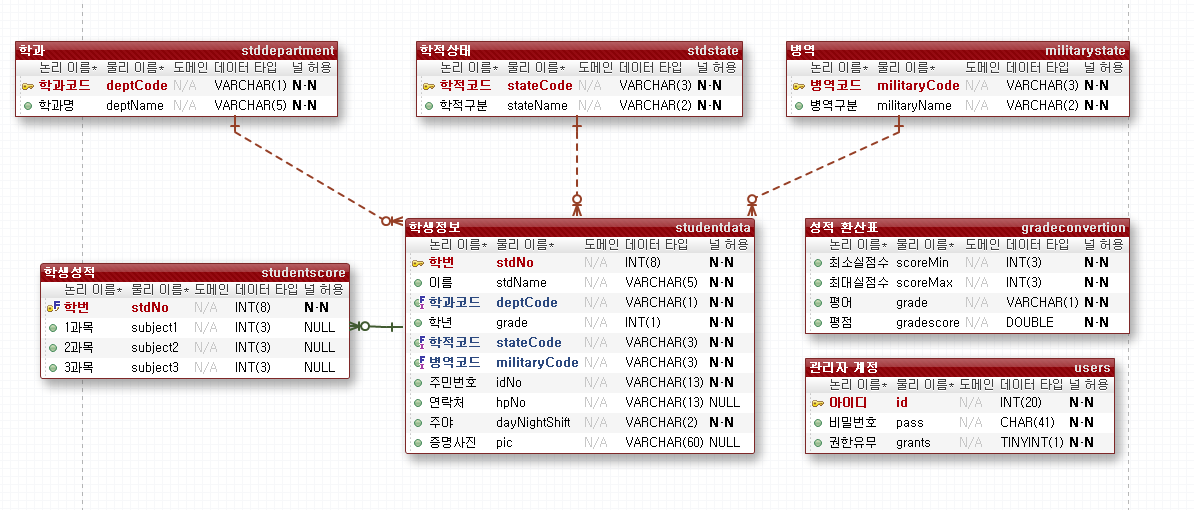 학과 stddepartment
논리 이름* 물리 이름* 도메인 데이터 타입 널 허용
학과코드 deptCode N/A VARCHAR(1) N-N
학과명 deptName N/A VARCHAR(5) N-N
학적상태 stdstate
논리 이름* 물리 이름* 도메인 데이터 타입 널 허용
학적코드 stateCode N/A VARCHAR(3) N-N
학적구분 stateName N/A VARCHAR(2) N-N
병역 militarystate
논리 이름* 물리 이름* 도메인 데이터 타입 널 허용
병역코드 militaryCode N/A VARCHAR(3) N-N
병역구분 militaryName N/A VARCHAR(2) N-N
학생성적 studentscore
논리 이름* 물리 이름* 도메인 데이터 타입 널 허용
학번 stdNo N/A INT(8) N-N
1과목 subject1 N/A INT(3) NULL
2과목 subject2 N/A INT(3) NULL
3과목 subject3 N/A INT(3) NULL
학생정보 studentdata
논리 이름* 물리 이름* 도메인 데이터 타입 널 허용
학번 stdNo N/A INT(8) N-N
이름 stdName N/A VARCHAR(5) N-N
학과코드 deptCode N/A VARCHAR(1) N-N
학년 grade N/A INT(1) N-N
학적코드 stateCode N/A VARCHAR(3) N-N
병역코드 militaryCode N/A VARCHAR(3) N-N
주민번호 idNo N/A VARCHAR(13) N-N
연락처 hpNo N/A VARCHAR(13) NULL
주야 dayNightShift N/A VARCHAR(2) N-N
증명사진 pic N/A VARCHAR(60) NULL
성적 환산표 gradeconvertion
논리 이름* 물리 이름* 도메인 데이터 타입 널 허용
최소실점수 scoreMin N/A INT(3) N-N
최대실점수 scoreMax N/A INT(3) N-N
평어 grade N/A VARCHAR(1) N-N
평점 gradescore N/A DOUBLE N-N
관리자 계정 users
논리 이름* 물리 이름* 도메인 데이터 타입 널 허용
아이디 id N/A INT(20) N-N
비밀번호 pass N/A CHAR(41) N-N
권한유무 grants N/A TINYINT(1) N-N